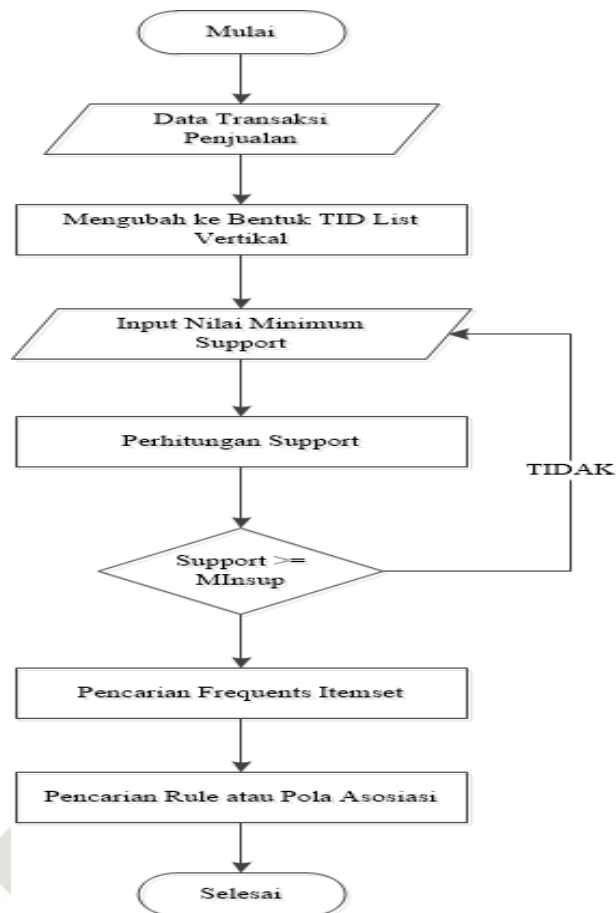 Mulai
Data Transaksi
Penjualan
Mengubah ke Bentuk TID List
Vertikal
Input Nilai Minimum
Support
Perhitungan Support
TIDAK
Support >=
MInsup
Pencarian Frequents Itemset
Pencarian Rule atau Pola Asosiasi
Selesai